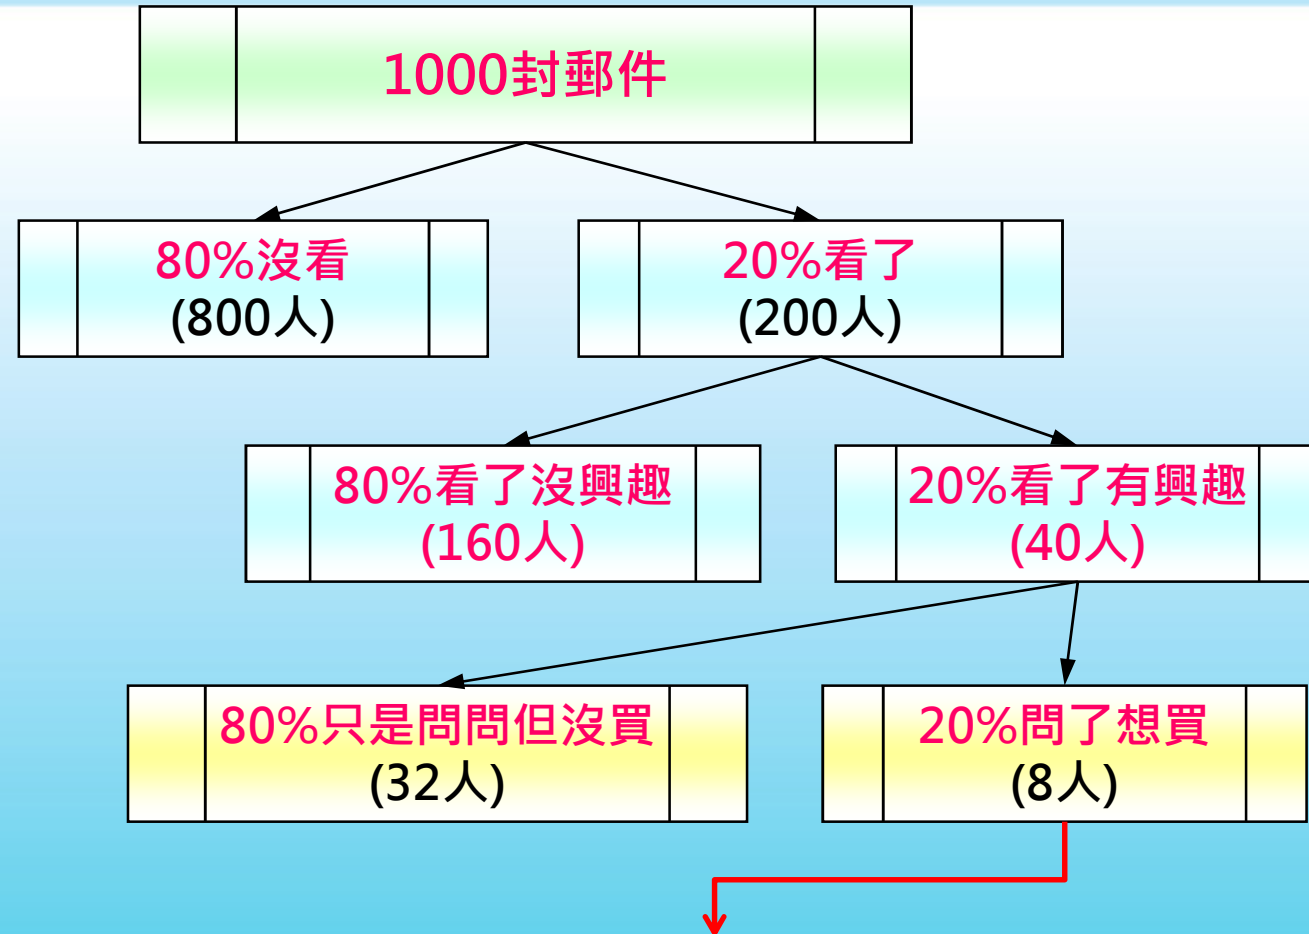 1000封郵件
80%沒看
(800人)
20%看了
(200人)
80%看了沒興趣
(160人)
20%看了有興趣
(40人)
80%只是問問但沒買
(32人)
20%問了想買
(8人)